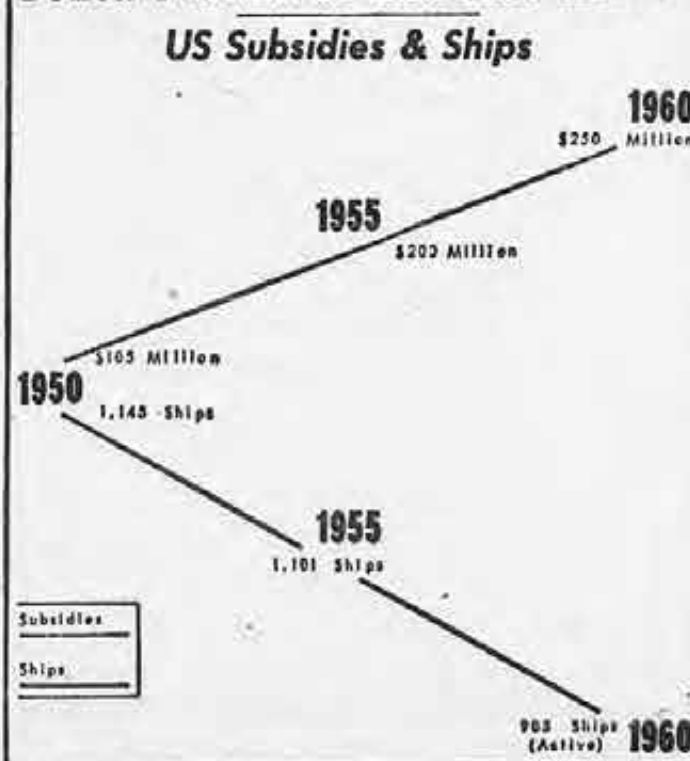 US Subsidies & Ships
1960
$250 Million
1955
$203 Million
$105 Million
1950
1,145 Ships
1955
1,101 Ships
Subsidies
Ships
903 Ships
(Active) 1960